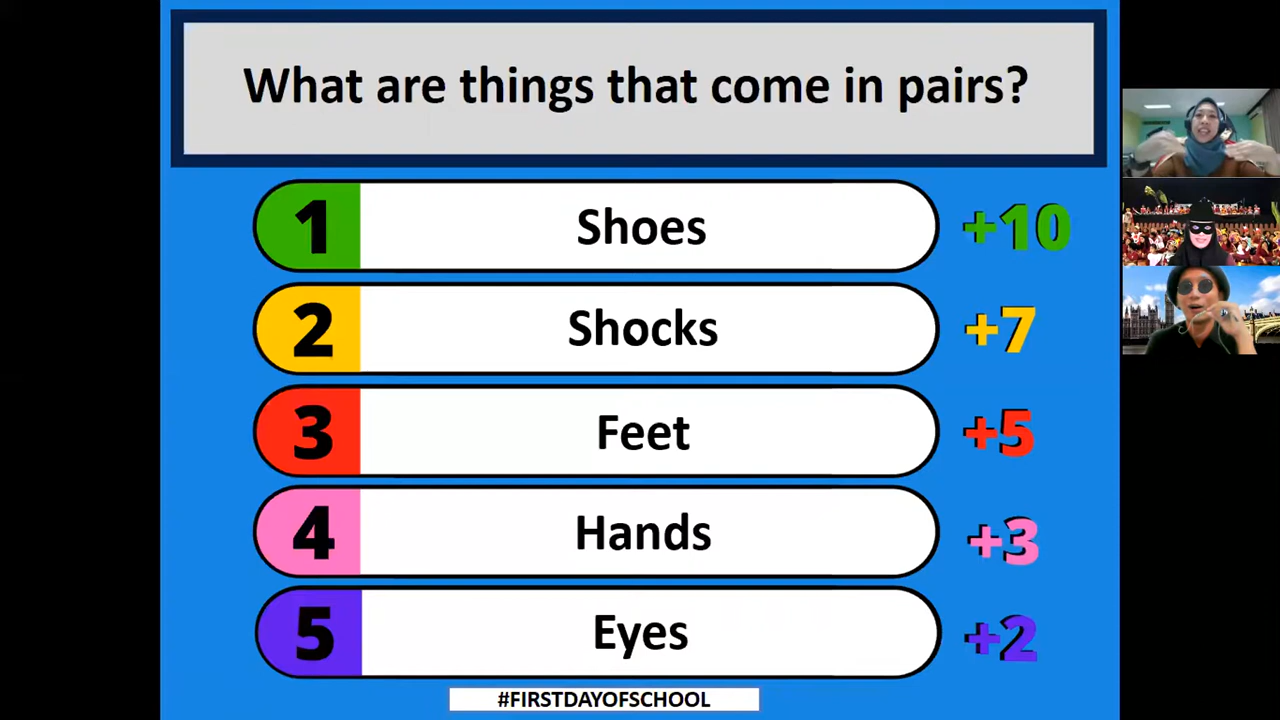 What are things that come in pairs?
1 Shoes +10
2 Shocks +7
3 Feet +5
4 Hands +3
5 Eyes +2
#FIRSTDAYOFSCHOOL